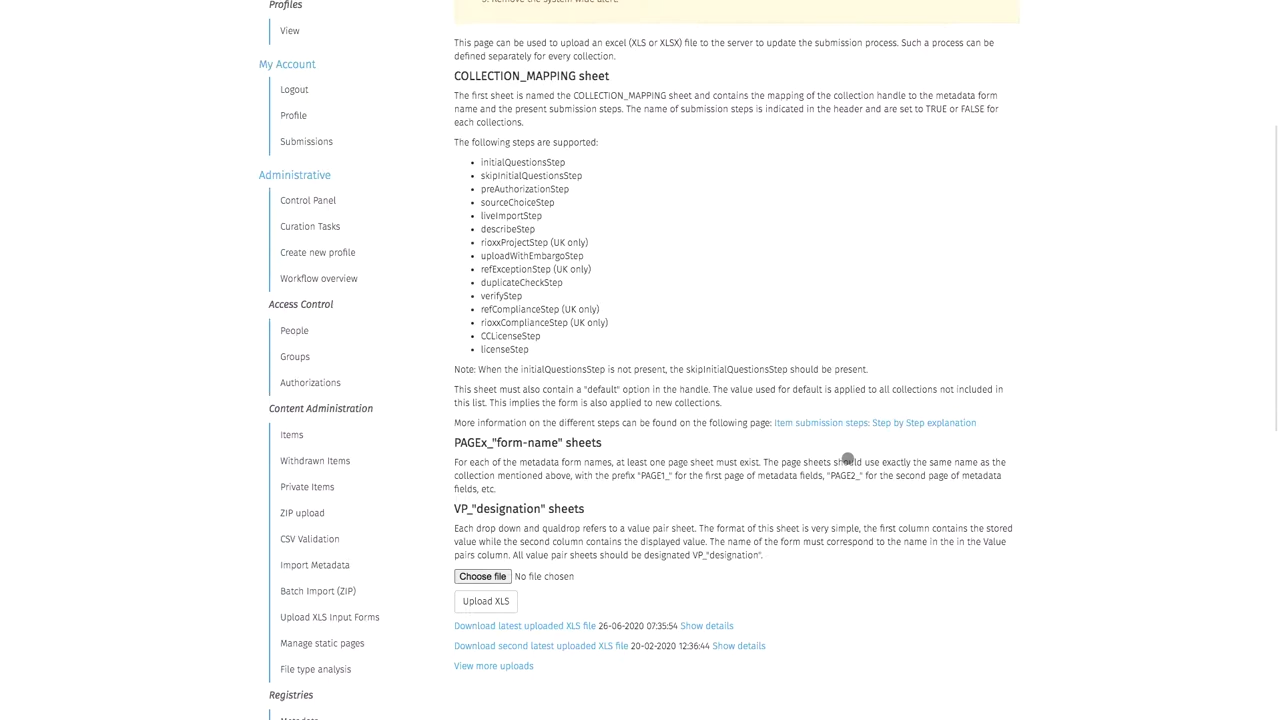 Profiles
View
My Account
Logout
Profile
Submissions
Administrative
Control Panel
Curation Tasks
Create new profile
Workflow overview
Access Control
People
Groups
Authorizations
Content Administration
Items
Withdrawn Items
Private Items
ZIP upload
CSV Validation
Import Metadata
Batch Import (ZIP)
Upload XLS Input Forms
Manage static pages
File type analysis
Registries
Metadata
5. Remove the system wide alert.
This page can be used to upload an excel (XLS or XLSX) file to the server to update the submission process. Such a process can be
defined separately for every collection.
COLLECTION_MAPPING sheet
The first sheet is named the COLLECTION_MAPPING sheet and contains the mapping of the collection handle to the metadata form
name and the present submission steps. The name of submission steps is indicated in the header and are set to TRUE or FALSE for
each collections.
The following steps are supported:
• initialQuestionsStep
• skipInitialQuestionsStep
• preAuthorizationStep
• sourceChoiceStep
• liveImportStep
• describeStep
• rioxxProjectStep (UK only)
• uploadWithEmbargoStep
• refExceptionStep (UK only)
• duplicateCheckStep
• verifyStep
• refComplianceStep (UK only)
• rioxxComplianceStep (UK only)
• CCLicenseStep
• licenseStep
Note: When the initialQuestionsStep is not present, the skipInitialQuestionsStep should be present.
This sheet must also contain a "default" option in the handle. The value used for default is applied to all collections not included in
this list. This implies the form is also applied to new collections.
More information on the different steps can be found on the following page: Item submission steps: Step by Step explanation
PAGEx_"form-name" sheets
For each of the metadata form names, at least one page sheet must exist. The page sheets should use exactly the same name as the
collection mentioned above, with the prefix "PAGE1_" for the first page of metadata fields, "PAGE2_" for the second page of metadata
fields, etc.
VP_"designation" sheets
Each drop down and qualdrop refers to a value pair sheet. The format of this sheet is very simple, the first column contains the stored
value while the second column contains the displayed value. The name of the form must correspond to the name in the in the Value
pairs column. All value pair sheets should be designated VP_"designation".
Choose file No file chosen
Upload XLS
Download latest uploaded XLS file 26-06-2020 07:35:54 Show details
Download second latest uploaded XLS file 20-02-2020 12:36:44 Show details
View more uploads